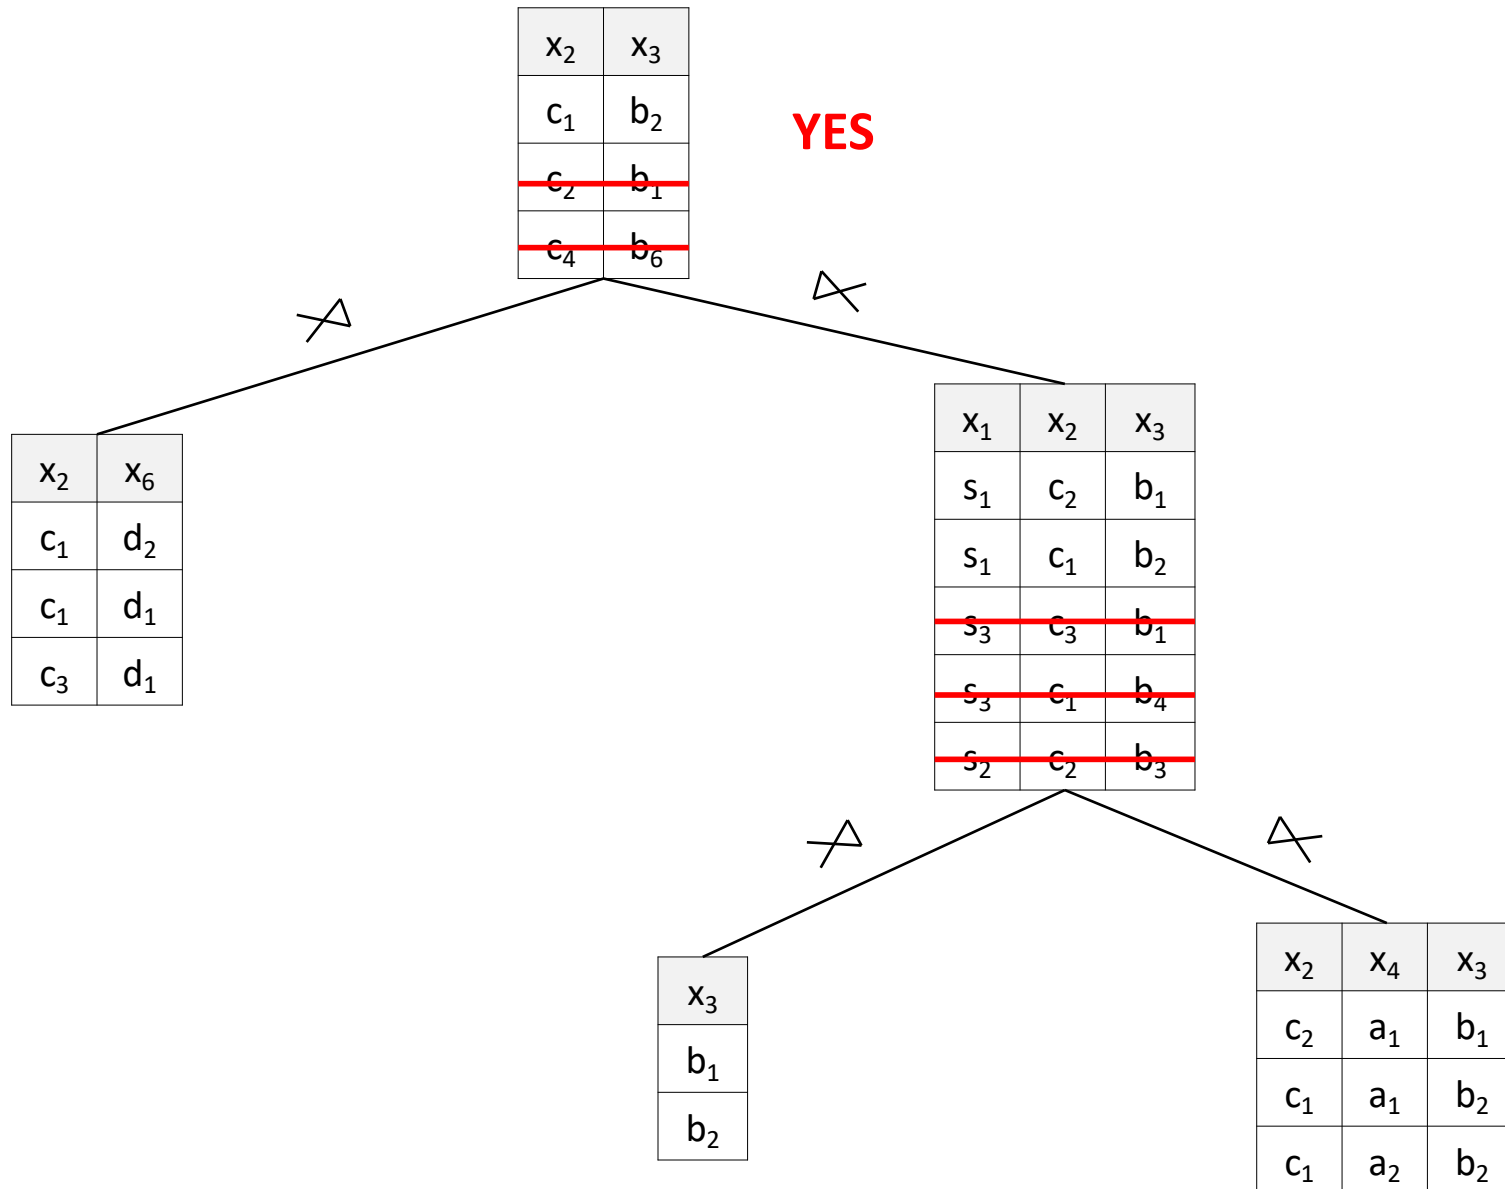 x₂ x₃
c₁ b₂
YES
c₂ b₁
c₄ b₆
x₂ x₆
c₁ d₂
c₁ d₁
c₃ d₁
x₁ x₂ x₃
s₁ c₂ b₁
s₁ c₁ b₂
s₃ c₃ b₁
s₃ c₁ b₄
s₂ c₂ b₃
x₃
b₁
b₂
x₂ x₄ x₃
c₂ a₁ b₁
c₁ a₁ b₂
c₁ a₂ b₂